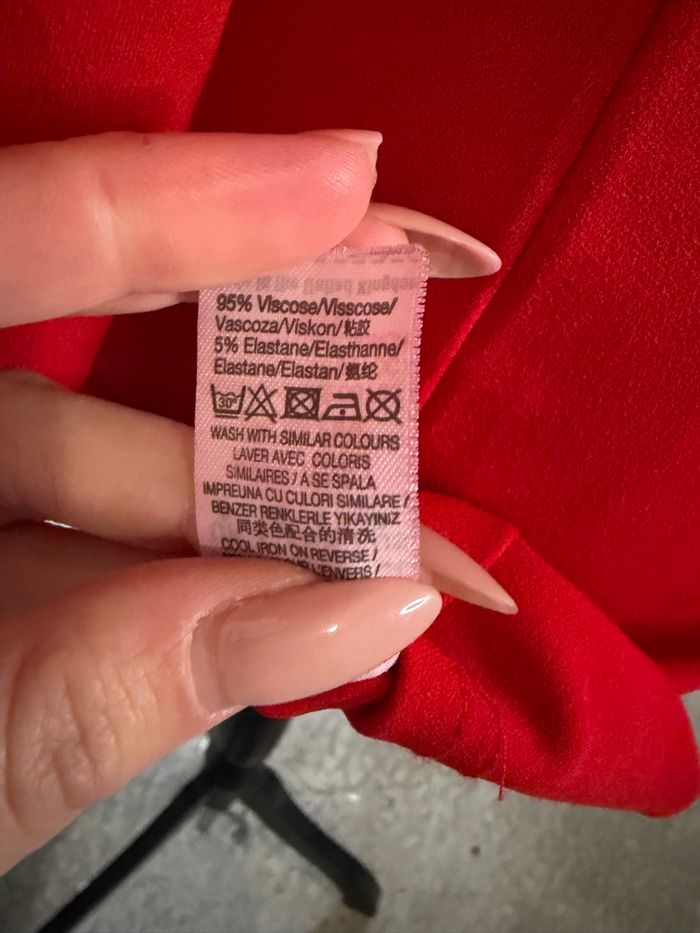 95% Viscose/Visscose/
Vascoza/Viskon/粘胶
5% Elastane/Elasthanne/
Elastane/Elastan/氨纶
30°
WASH WITH SIMILAR COLOURS
LAVER AVEC COLORIS
SIMILAIRES / A SE SPALA
IMPREUNA CU CULORI SIMILARE /
BENZER RENKLERLE YIKAYINIZ
同类色配合的清洗
COOL IRON ON REVERSE /
L'ENVERS /